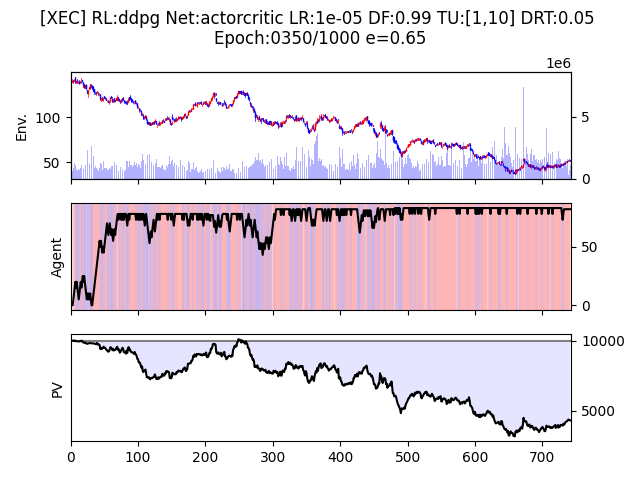 [XEC] RL:ddpg Net:actorcritic LR:1e-05 DF:0.99 TU:[1,10] DRT:0.05
Epoch:0350/1000 e=0.65
1e6
Env.
100
50
5
0
Agent
50
0
PV
10000
5000
0 100 200 300 400 500 600 700